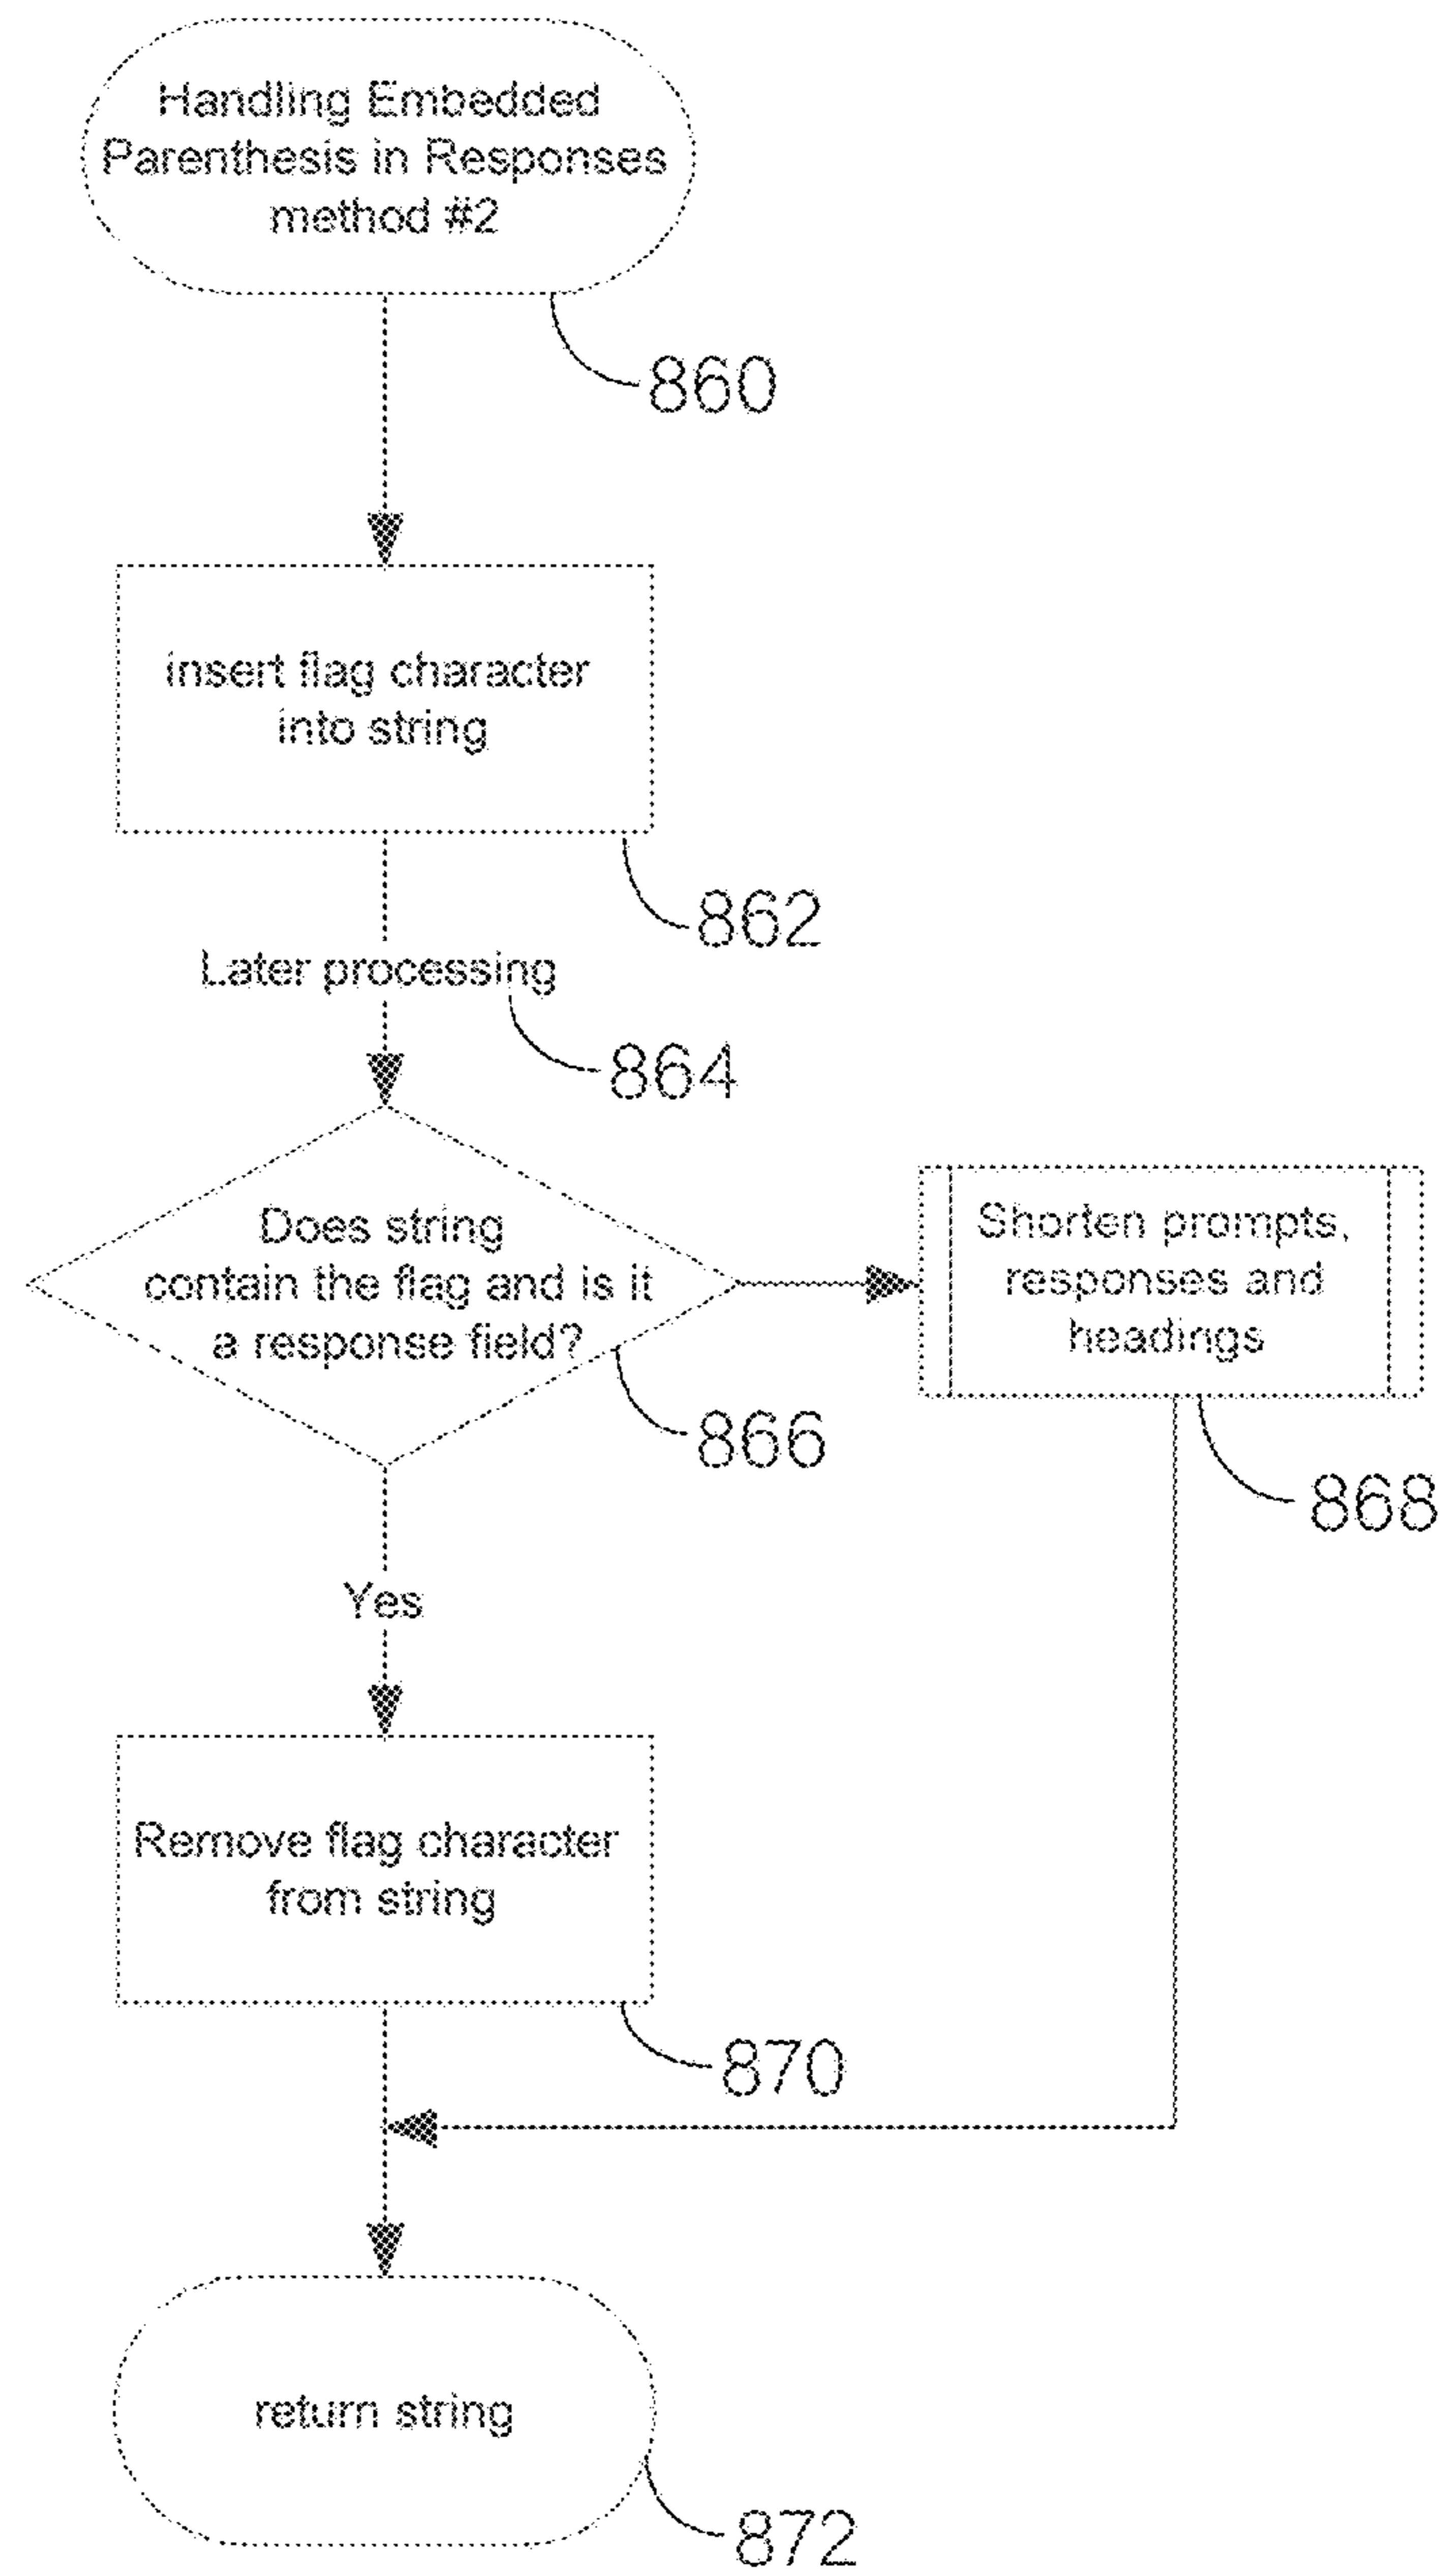 Handling Embedded
Parenthesis in Responses
method #2
860
insert flag character
into string
862
Later processing
864
Does string
contain the flag and is it
a response field?
866
Shorten prompts,
responses and
headings
868
Yes
Remove flag character
from string
870
return string
872